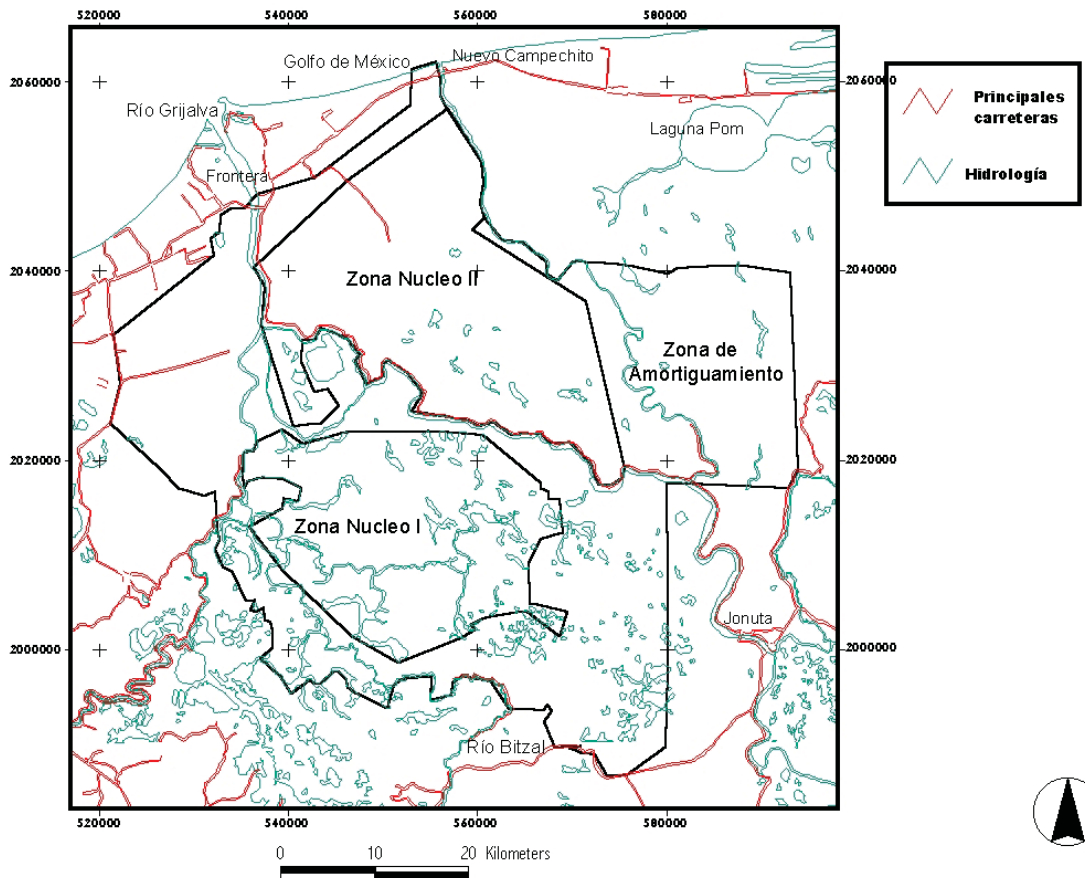 520000 540000 560000 580000
Golfo de México
Nuevo Campechito
2060000
2060000
Principales
carreteras
Hidrología
Río Grijalva
Laguna Pom
Frontera
2040000
2040000
Zona Nucleo II
Zona de
Amortiguamiento
2020000
2020000
Zona Nucleo I
Jonuta
2000000
2000000
Río Bitzal
520000 540000 560000 580000
0 10 20 Kilometers